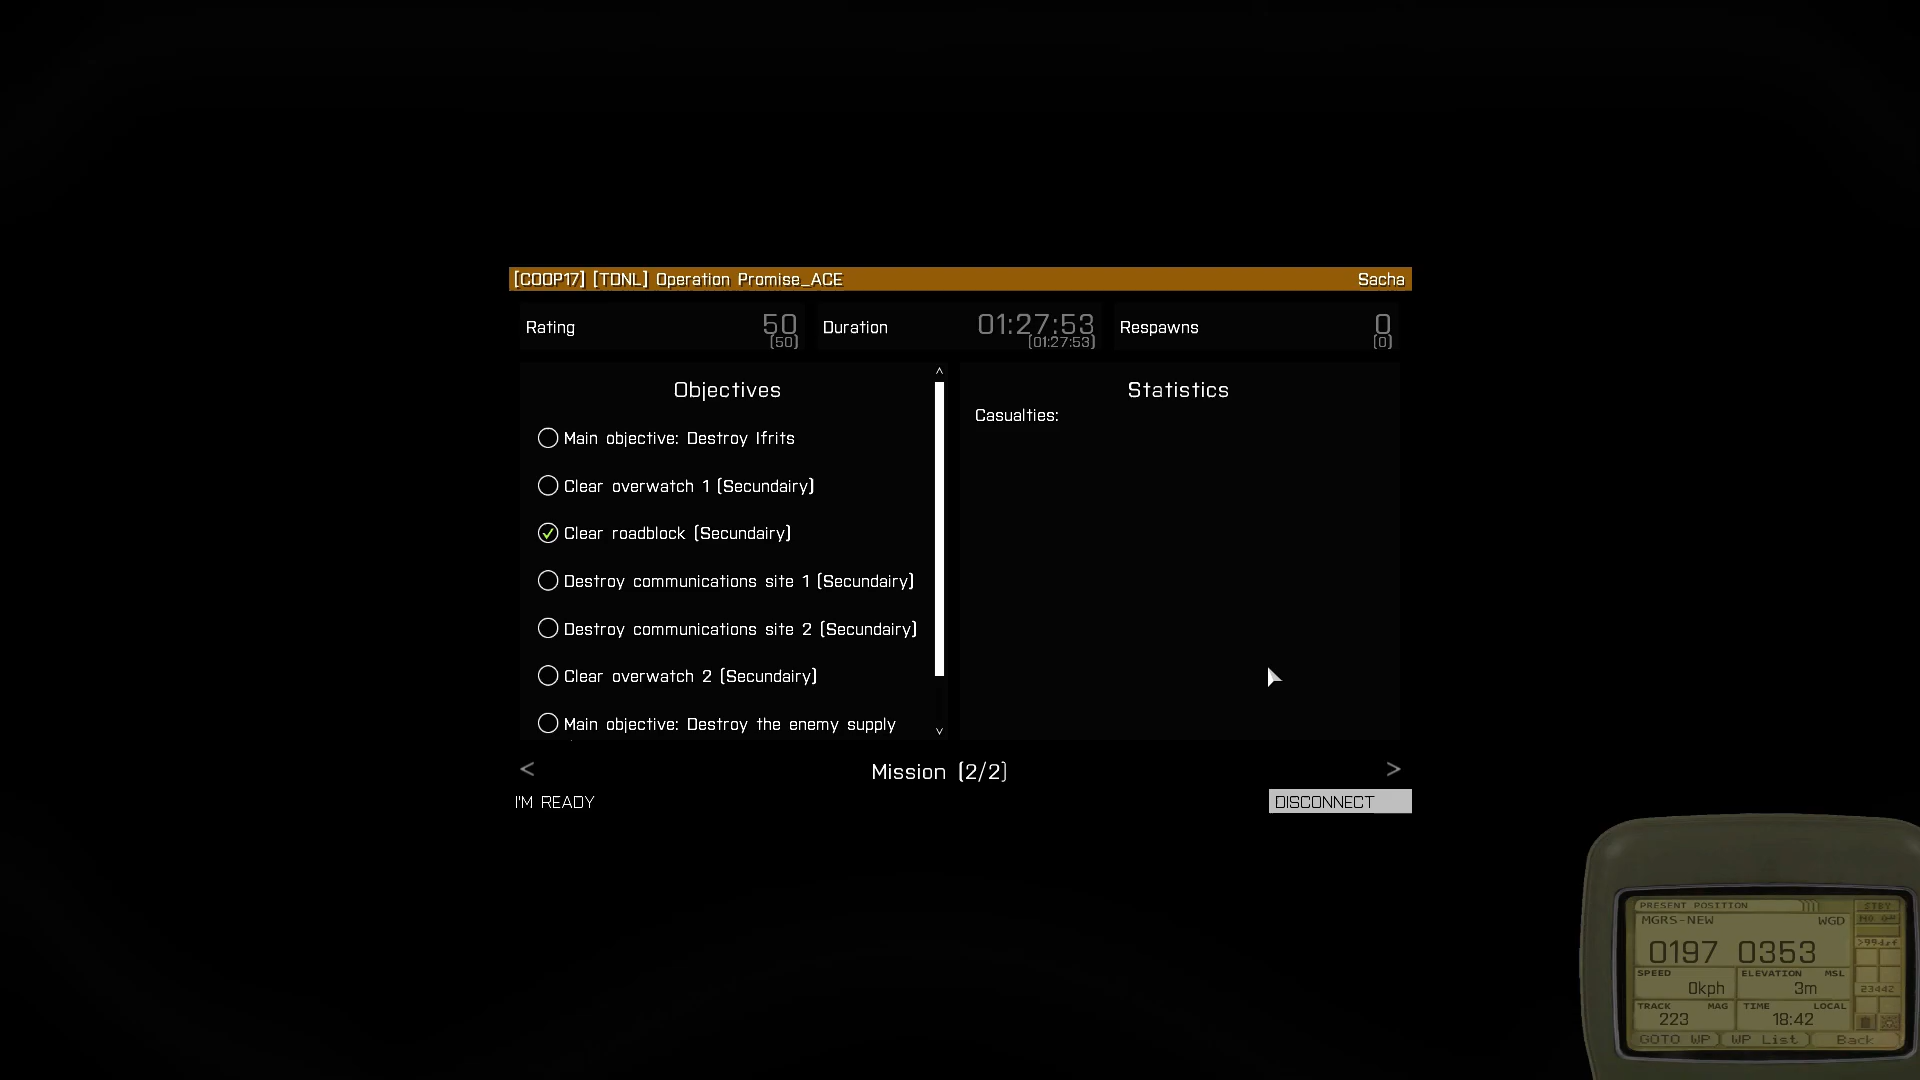 [COOP17] [TDNL] Operation Promise_ACE
Sacha
Rating
50
(50)
Duration
01:27:53
(01:27:53)
Respawns
0
(0)
Objectives
Main objective: Destroy Ifrits
Clear overwatch 1 (Secundairy)
Clear roadblock (Secundairy)
Destroy communications site 1 (Secundairy)
Destroy communications site 2 (Secundairy)
Clear overwatch 2 (Secundairy)
Main objective: Destroy the enemy supply
Statistics
Casualties:
< Mission (2/2) >
I'M READY
DISCONNECT
PRESENT POSITION
STBY
MGRS-NEW WGD
0197 0353
SPEED
0kph
ELEVATION MSL
3m
23442
TRACK MAG
223
TIME LOCAL
18:42
GOTO WP
WP List
Back